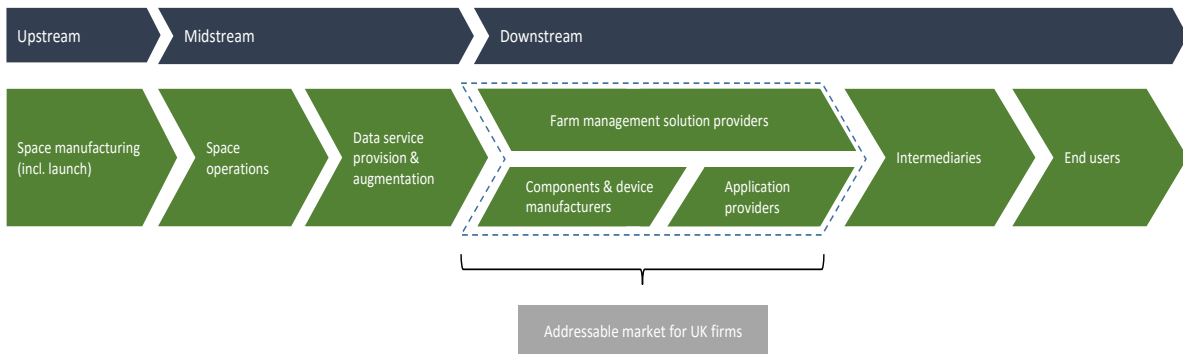 Upstream
Midstream
Downstream
Space manufacturing
(incl. launch)
Space
operations
Data service
provision &
augmentation
Farm management solution providers
Components & device
manufacturers
Application
providers
Intermediaries
End users
Addressable market for UK firms